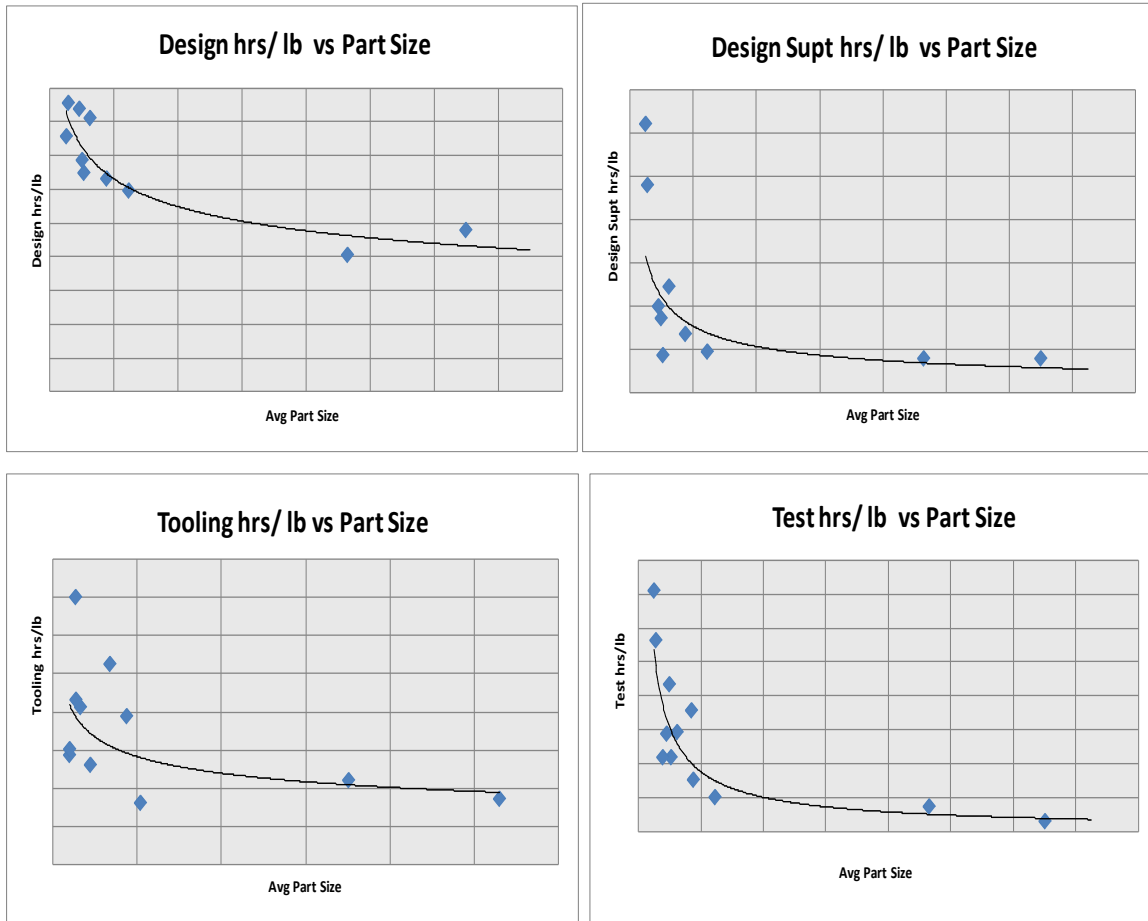 Design hrs/ lb vs Part Size
Design hrs/lb
Avg Part Size
Design Supt hrs/ lb vs Part Size
Design Supt hrs/lb
Avg Part Size
Tooling hrs/ lb vs Part Size
Tooling hrs/lb
Avg Part Size
Test hrs/ lb vs Part Size
Test hrs/lb
Avg Part Size